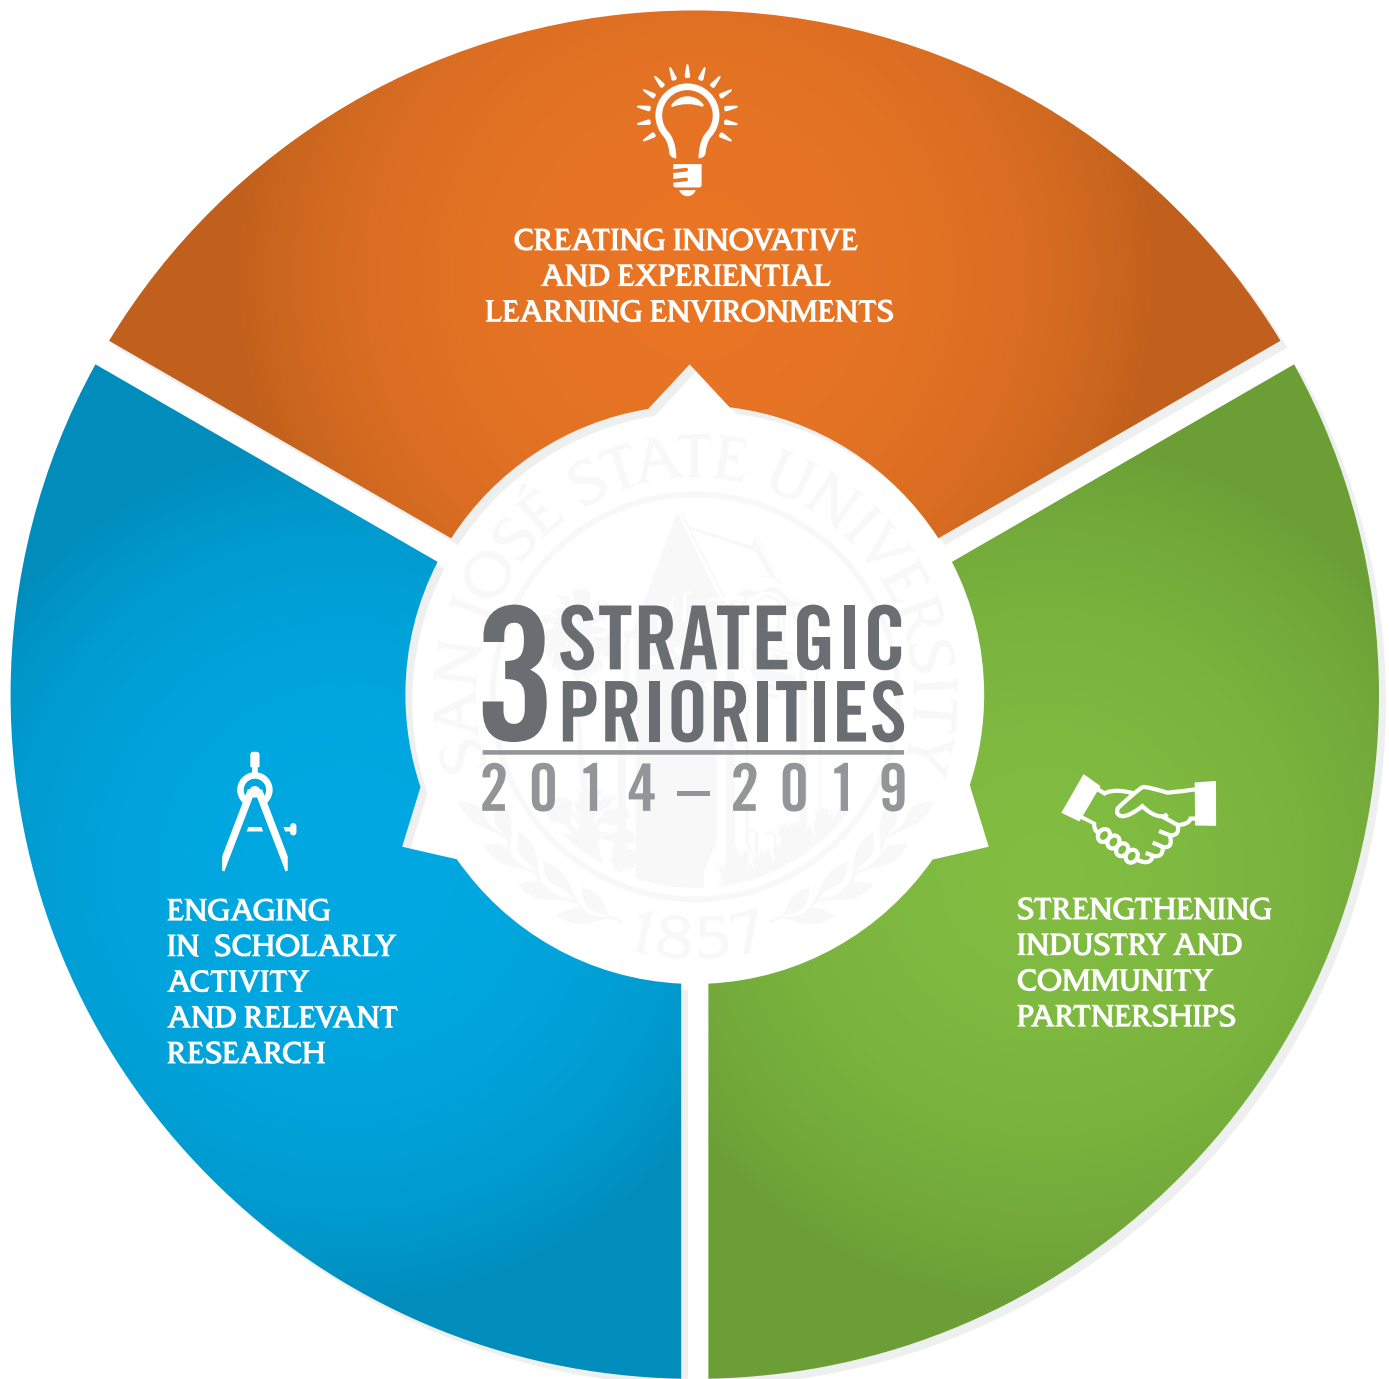 CREATING INNOVATIVE
AND EXPERIENTIAL
LEARNING ENVIRONMENTS
SAN JOSÉ STATE UNIVERSITY
3 STRATEGIC
PRIORITIES
2014–2019
1857
ENGAGING
IN SCHOLARLY
ACTIVITY
AND RELEVANT
RESEARCH
STRENGTHENING
INDUSTRY AND
COMMUNITY
PARTNERSHIPS